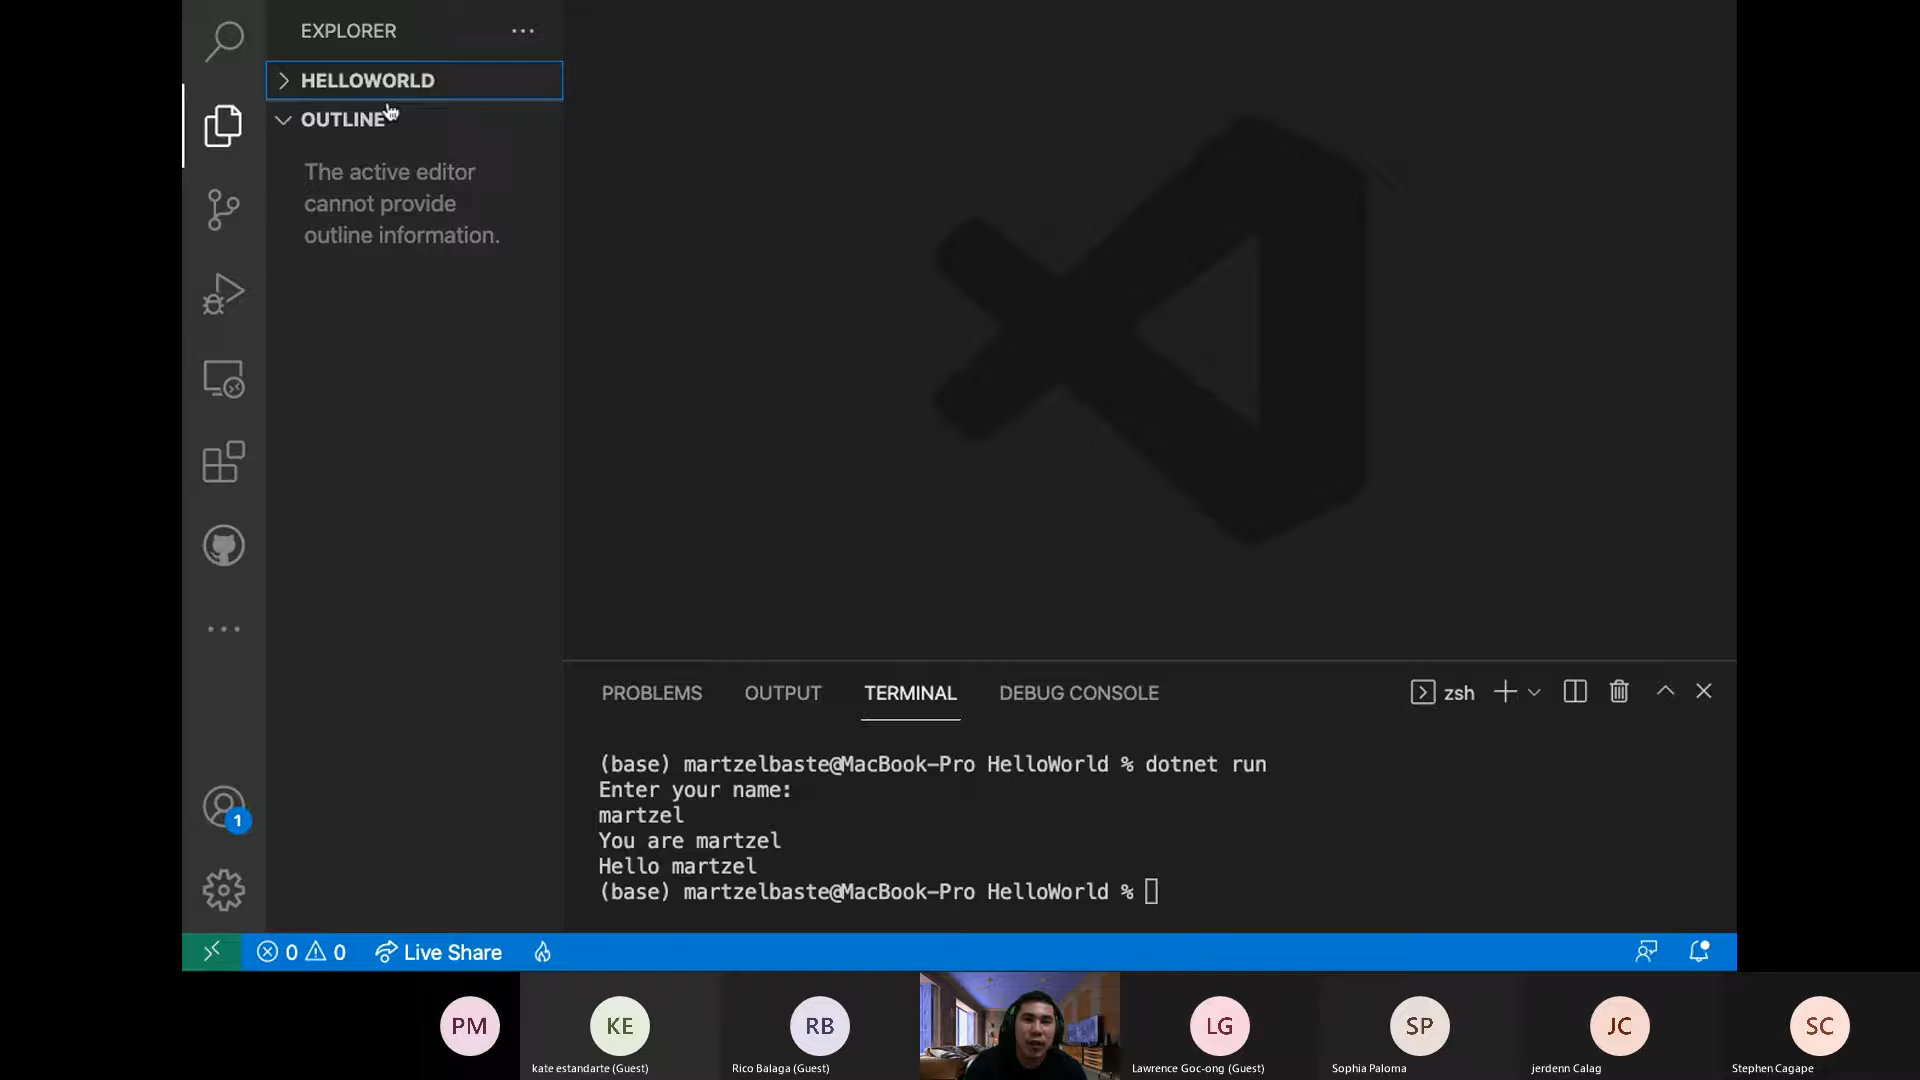 EXPLORER
HELLOWORLD
OUTLINE
The active editor
cannot provide
outline information.
PROBLEMS
OUTPUT
TERMINAL
DEBUG CONSOLE
zsh
(base) martzelbaste@MacBook-Pro HelloWorld % dotnet run
Enter your name:
martzel
You are martzel
Hello martzel
(base) martzelbaste@MacBook-Pro HelloWorld %
1
0
0
Live Share
PM
KE
RB
LG
SP
JC
SC
kate estandarte (Guest)
Rico Balaga (Guest)
Lawrence Goc-ong (Guest)
Sophia Paloma
jerdenn Calag
Stephen Cagape